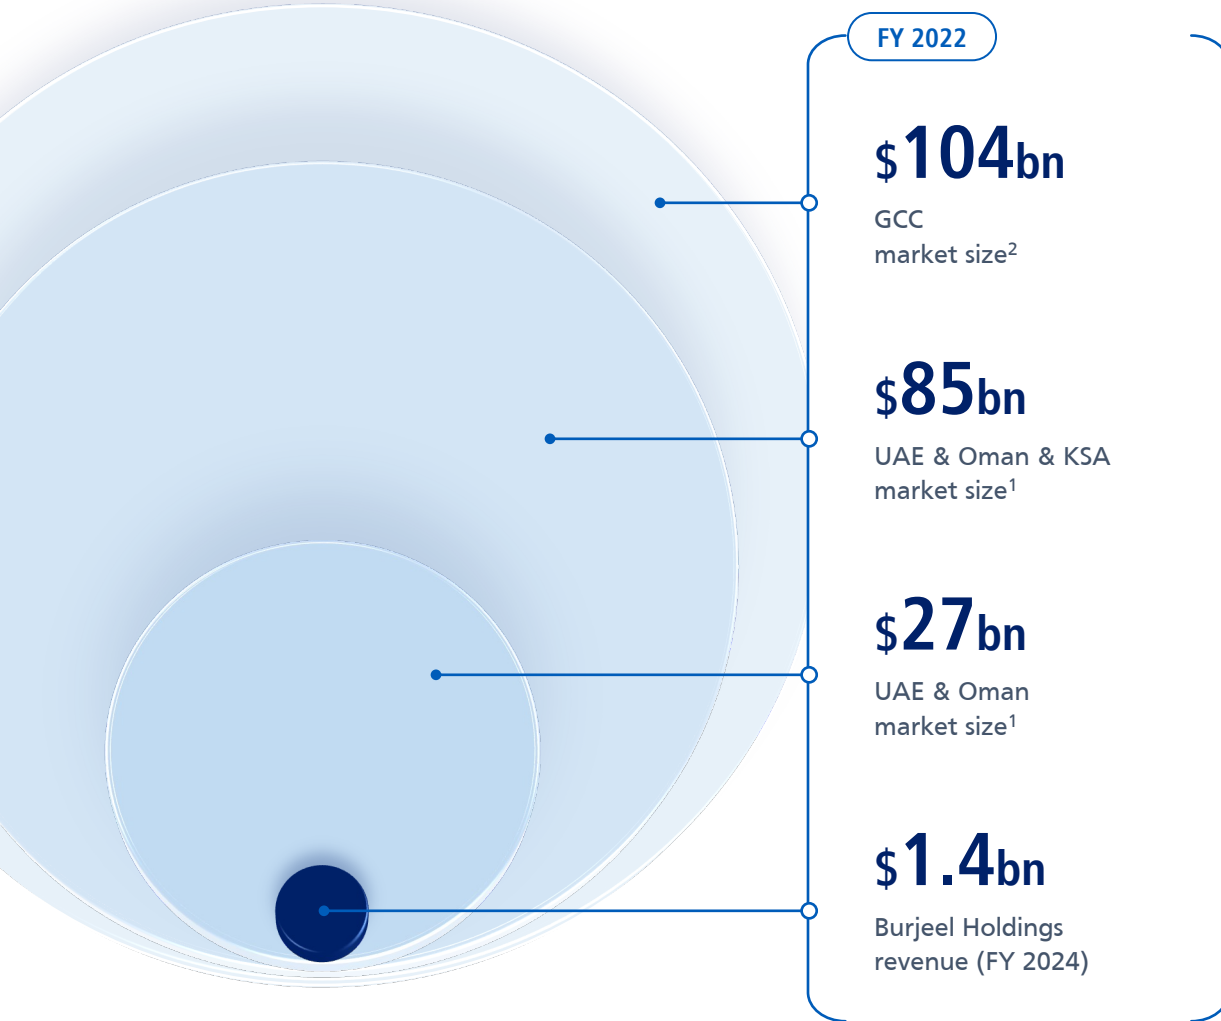 FY 2022
$104bn
GCC
market size²
$85bn
UAE & Oman & KSA
market size¹
$27bn
UAE & Oman
market size¹
$1.4bn
Burjeel Holdings
revenue (FY 2024)